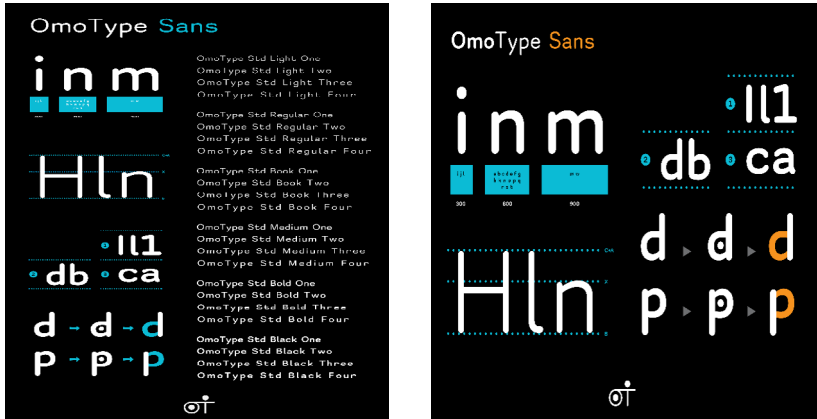 OmoType Sans
i n m
Hln
1 Il1
2 db 3 ca
d d d
p p p
OmoType Std Light One
OmoType Std Light Two
OmoType Std Light Three
OmoType Std Light Four
OmoType Std Regular One
OmoType Std Regular Two
OmoType Std Regular Three
OmoType Std Regular Four
OmoType Std Book One
OmoType Std Book Two
OmoType Std Book Three
OmoType Std Book Four
OmoType Std Medium One
OmoType Std Medium Two
OmoType Std Medium Three
OmoType Std Medium Four
OmoType Std Bold One
OmoType Std Bold Two
OmoType Std Bold Three
OmoType Std Bold Four
OmoType Std Black One
OmoType Std Black Two
OmoType Std Black Three
OmoType Std Black Four
OT
OmoType Sans
i n m
ijl
300 600 900
Hln
1 Il1
2 db 3 ca
d d d
p p p
OT